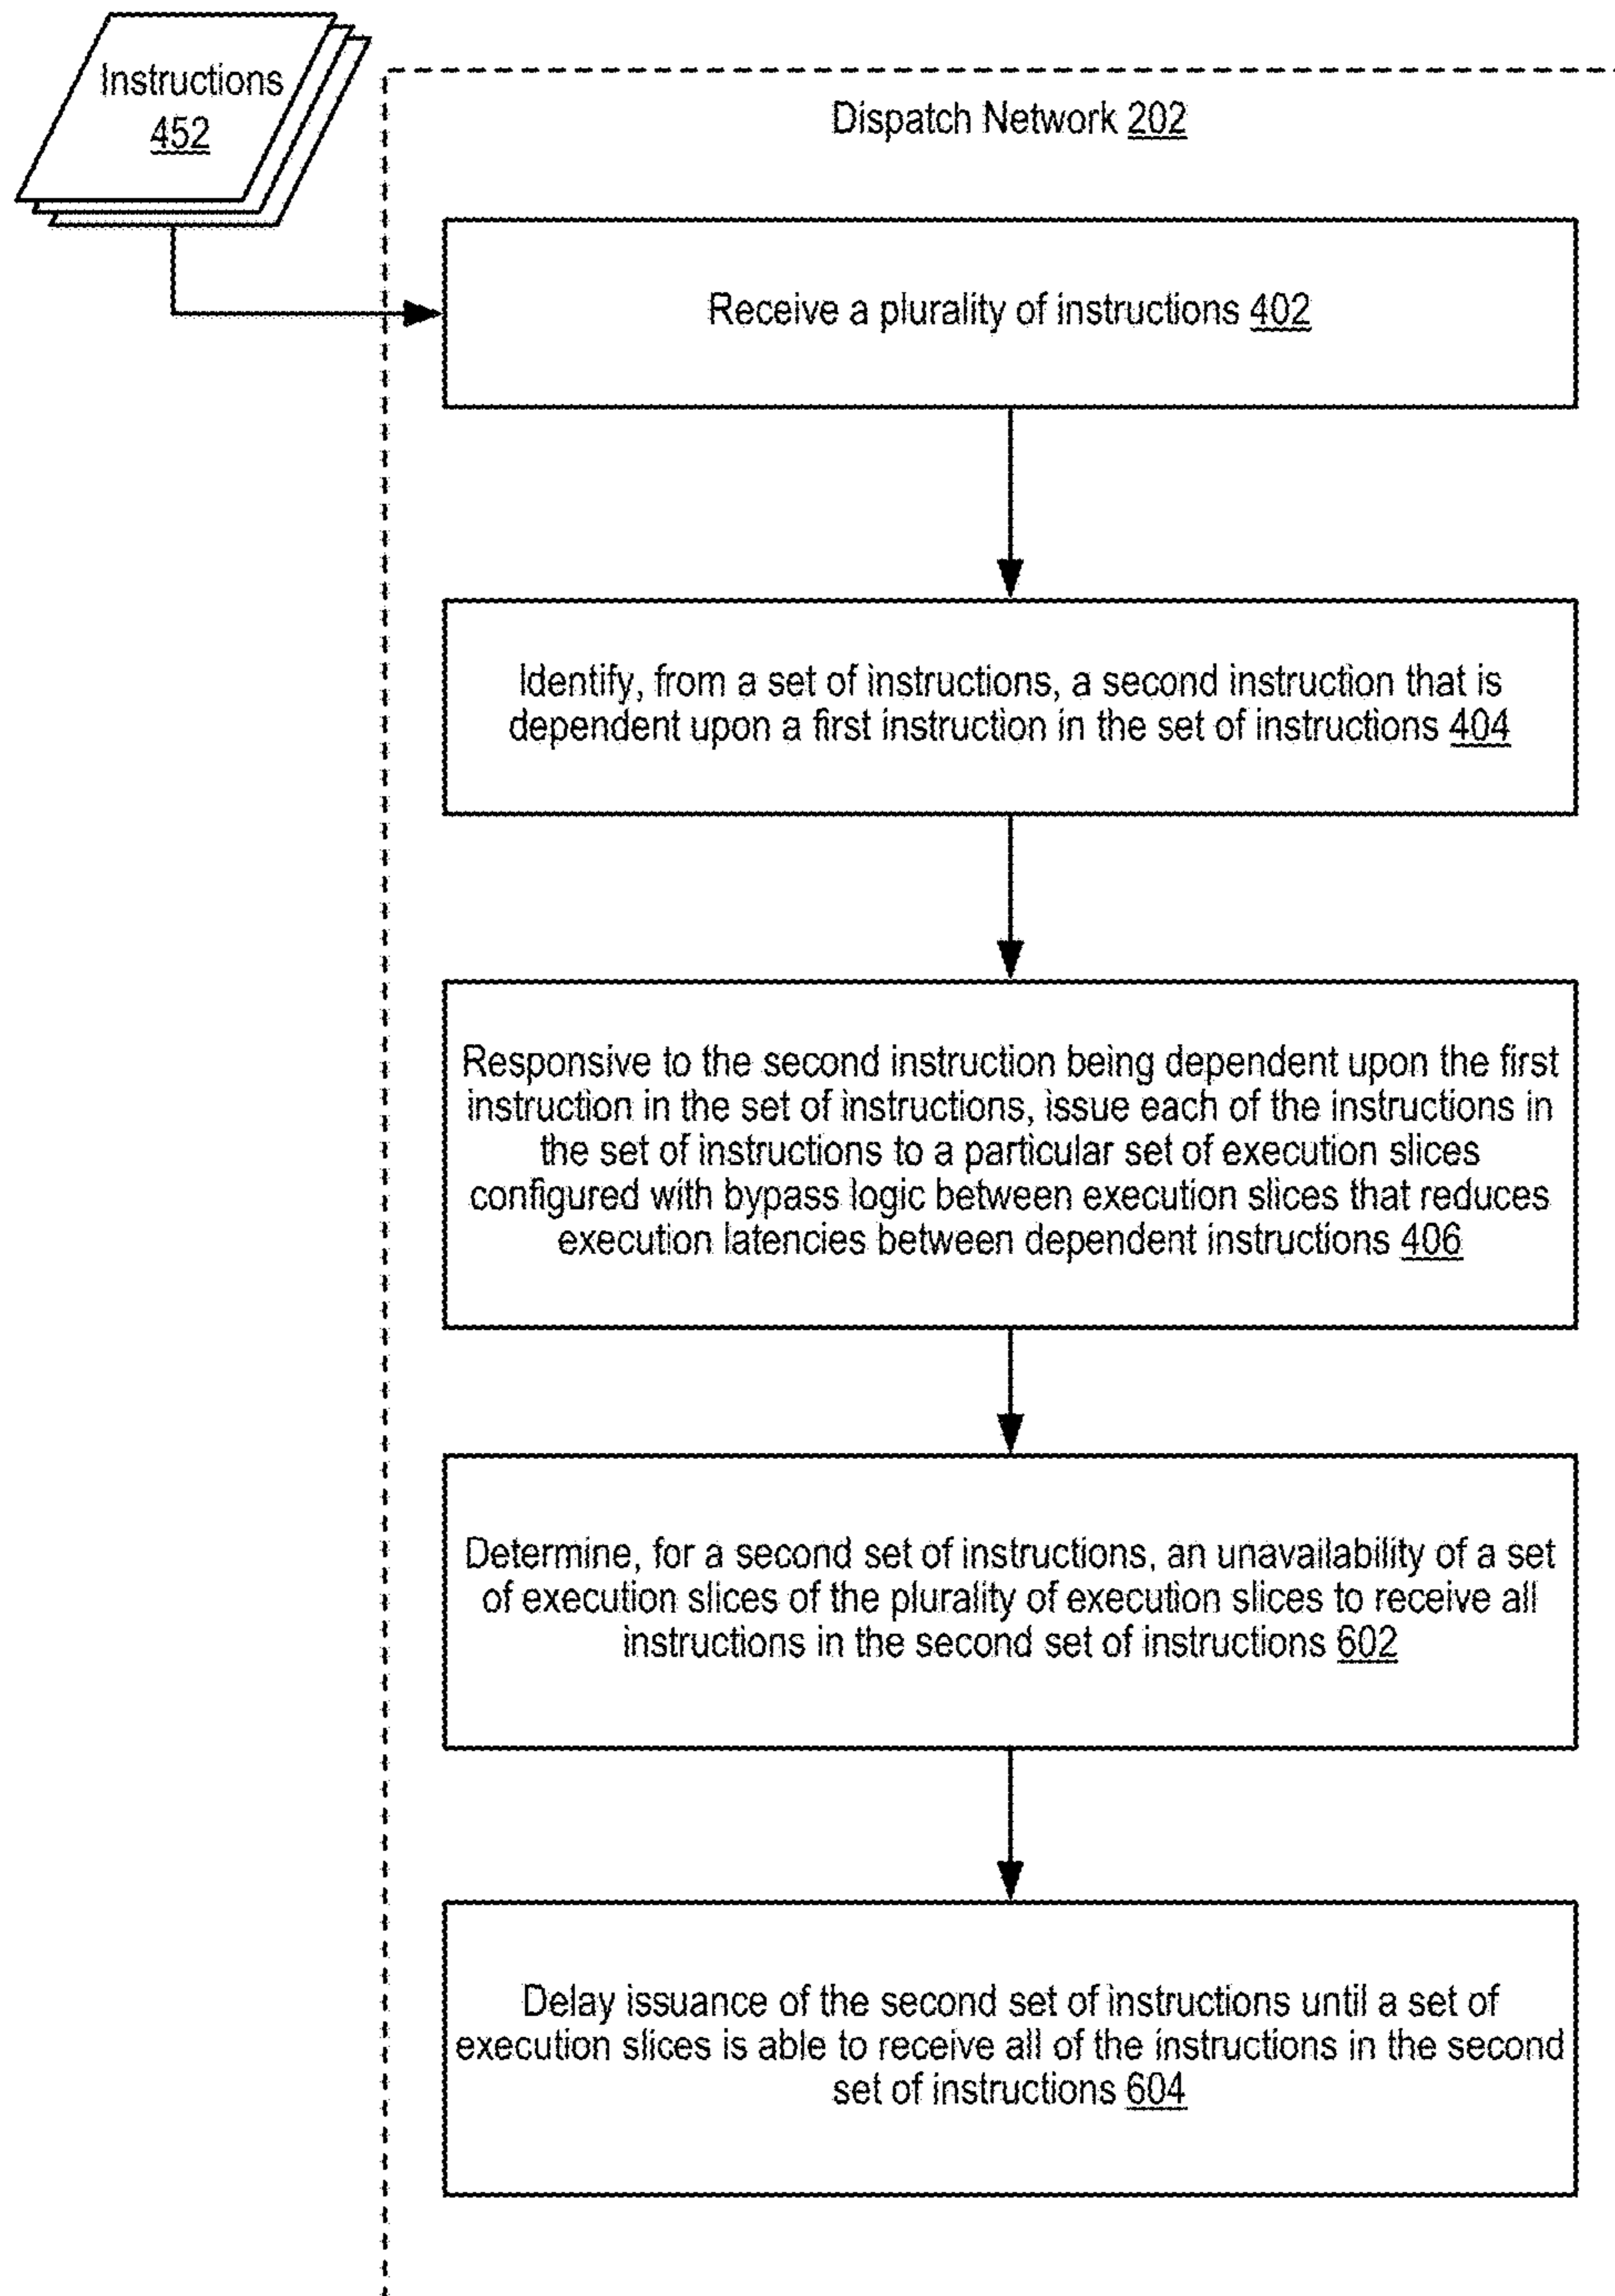 Instructions
452
Dispatch Network 202
Receive a plurality of instructions 402
Identify, from a set of instructions, a second instruction that is
dependent upon a first instruction in the set of instructions 404
Responsive to the second instruction being dependent upon the first
instruction in the set of instructions, issue each of the instructions in
the set of instructions to a particular set of execution slices
configured with bypass logic between execution slices that reduces
execution latencies between dependent instructions 406
Determine, for a second set of instructions, an unavailability of a set
of execution slices of the plurality of execution slices to receive all
instructions in the second set of instructions 602
Delay issuance of the second set of instructions until a set of
execution slices is able to receive all of the instructions in the second
set of instructions 604